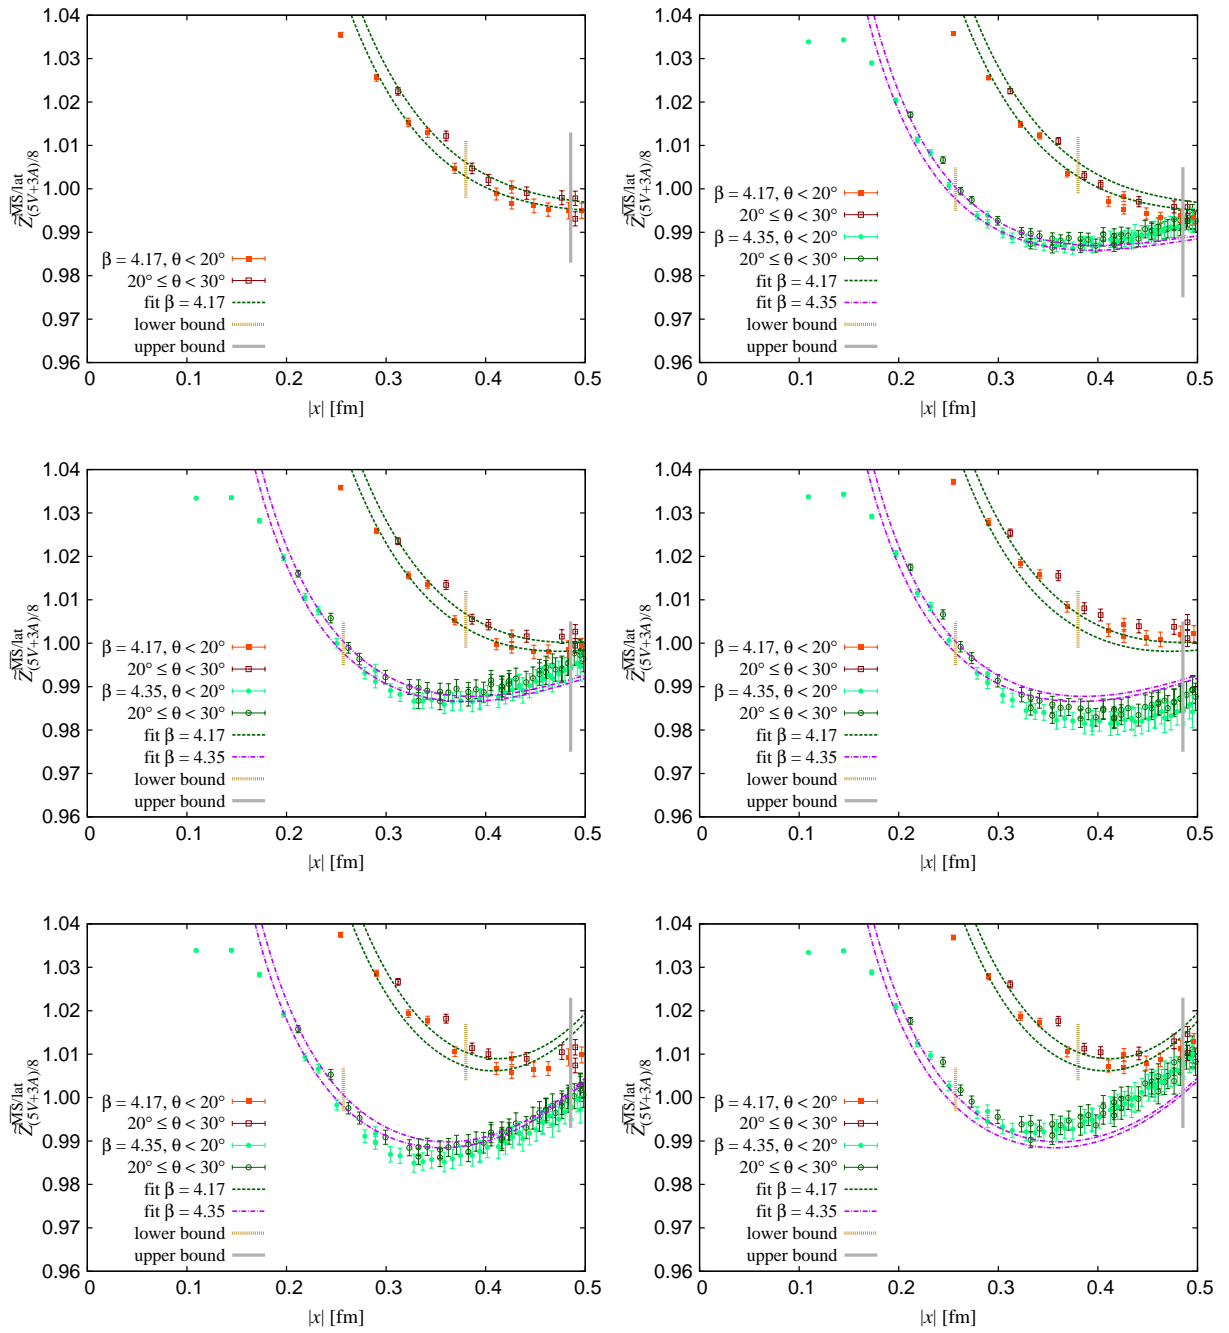 1.04
1.03
1.02
1.01
1.00
0.99
0.98
0.97
0.96
Z̃^MS̅/lat_(5V+3A)/8
β = 4.17, θ < 20°
20° ≤ θ < 30°
fit β = 4.17
lower bound
upper bound
0 0.1 0.2 0.3 0.4 0.5
|x| [fm]
1.04
1.03
1.02
1.01
1.00
0.99
0.98
0.97
0.96
Z̃^MS̅/lat_(5V+3A)/8
β = 4.17, θ < 20°
20° ≤ θ < 30°
β = 4.35, θ < 20°
20° ≤ θ < 30°
fit β = 4.17
fit β = 4.35
lower bound
upper bound
0 0.1 0.2 0.3 0.4 0.5
|x| [fm]
1.04
1.03
1.02
1.01
1.00
0.99
0.98
0.97
0.96
Z̃^MS̅/lat_(5V+3A)/8
β = 4.17, θ < 20°
20° ≤ θ < 30°
β = 4.35, θ < 20°
20° ≤ θ < 30°
fit β = 4.17
fit β = 4.35
lower bound
upper bound
0 0.1 0.2 0.3 0.4 0.5
|x| [fm]
1.04
1.03
1.02
1.01
1.00
0.99
0.98
0.97
0.96
Z̃^MS̅/lat_(5V+3A)/8
β = 4.17, θ < 20°
20° ≤ θ < 30°
β = 4.35, θ < 20°
20° ≤ θ < 30°
fit β = 4.17
fit β = 4.35
lower bound
upper bound
0 0.1 0.2 0.3 0.4 0.5
|x| [fm]
1.04
1.03
1.02
1.01
1.00
0.99
0.98
0.97
0.96
Z̃^MS̅/lat_(5V+3A)/8
β = 4.17, θ < 20°
20° ≤ θ < 30°
β = 4.35, θ < 20°
20° ≤ θ < 30°
fit β = 4.17
fit β = 4.35
lower bound
upper bound
0 0.1 0.2 0.3 0.4 0.5
|x| [fm]
1.04
1.03
1.02
1.01
1.00
0.99
0.98
0.97
0.96
Z̃^MS̅/lat_(5V+3A)/8
β = 4.17, θ < 20°
20° ≤ θ < 30°
β = 4.35, θ < 20°
20° ≤ θ < 30°
fit β = 4.17
fit β = 4.35
lower bound
upper bound
0 0.1 0.2 0.3 0.4 0.5
|x| [fm]